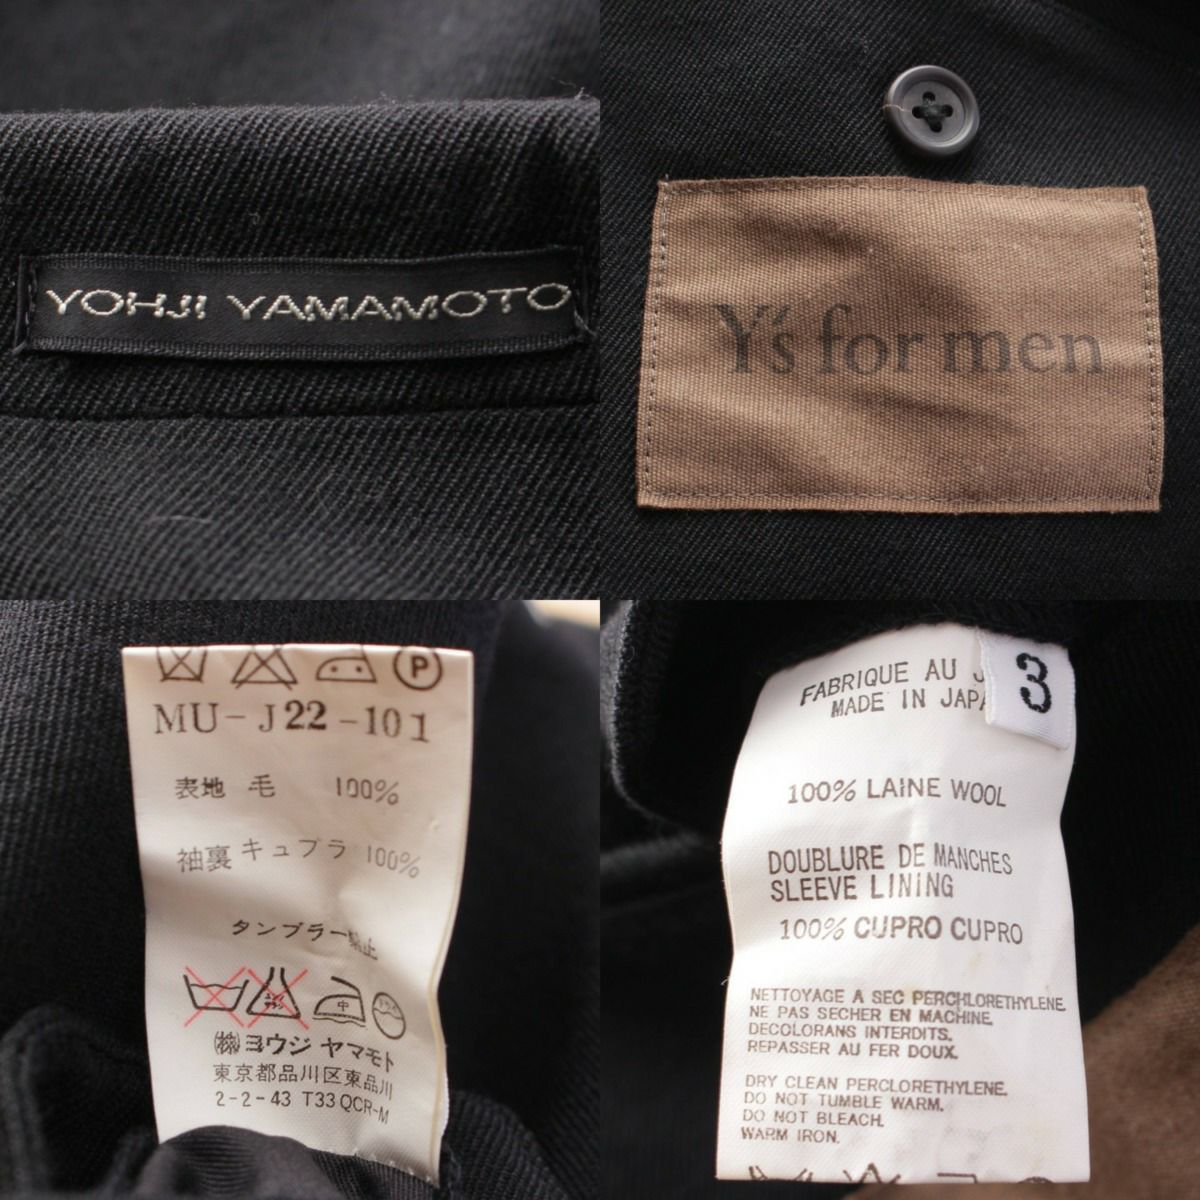 YOHJI YAMAMOTO
Y's for men
P
MU-J22-101
表地 毛 100%
袖裏 キュプラ 100%
タンブラー禁止
中
(株)ヨウジ ヤマモト
東京都品川区東品川
2-2-43 T33QCR-M
FABRIQUE AU
MADE IN JAPA
3
100% LAINE WOOL
DOUBLURE DE MANCHES
SLEEVE LINING
100% CUPRO CUPRO
NETTOYAGE A SEC PERCHLORETHYLENE.
NE PAS SECHER EN MACHINE.
DECOLORANS INTERDITS.
REPASSER AU FER DOUX.
DRY CLEAN PERCLORETHYLENE.
DO NOT TUMBLE WARM.
DO NOT BLEACH.
WARM IRON.